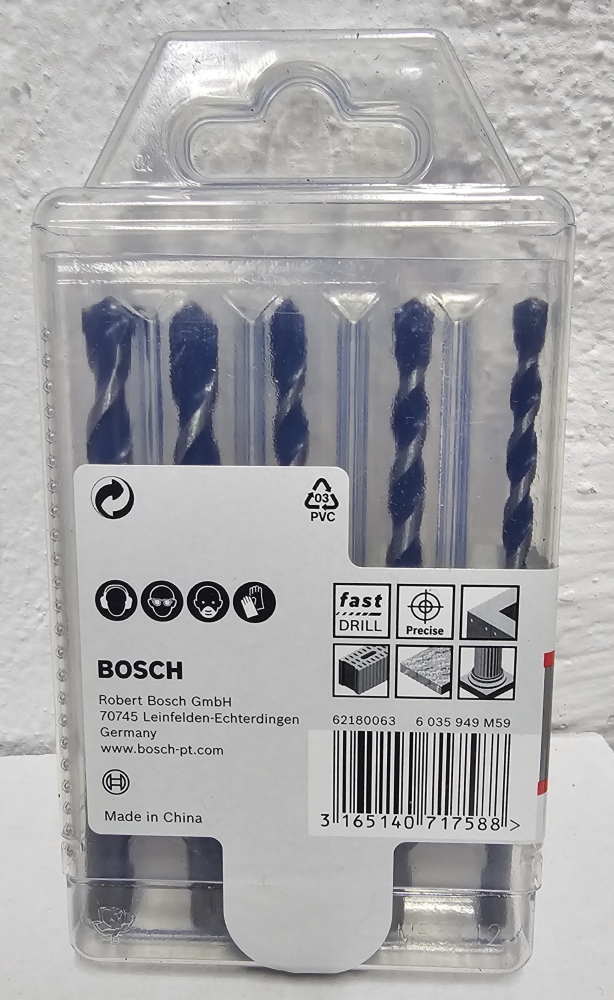 03
PVC
fast
DRILL
Precise
BOSCH
Robert Bosch GmbH
70745 Leinfelden-Echterdingen
Germany
www.bosch-pt.com
62180063 6 035 949 M59
3 165140 717588 >
Made in China